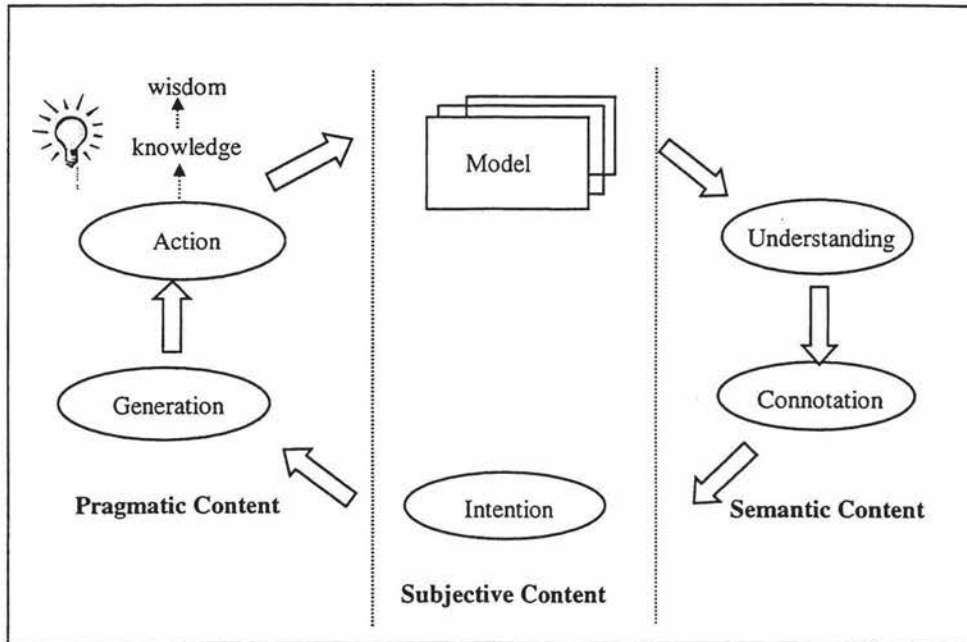 wisdom
knowledge
Action
Generation
Pragmatic Content
Model
Intention
Subjective Content
Understanding
Connotation
Semantic Content